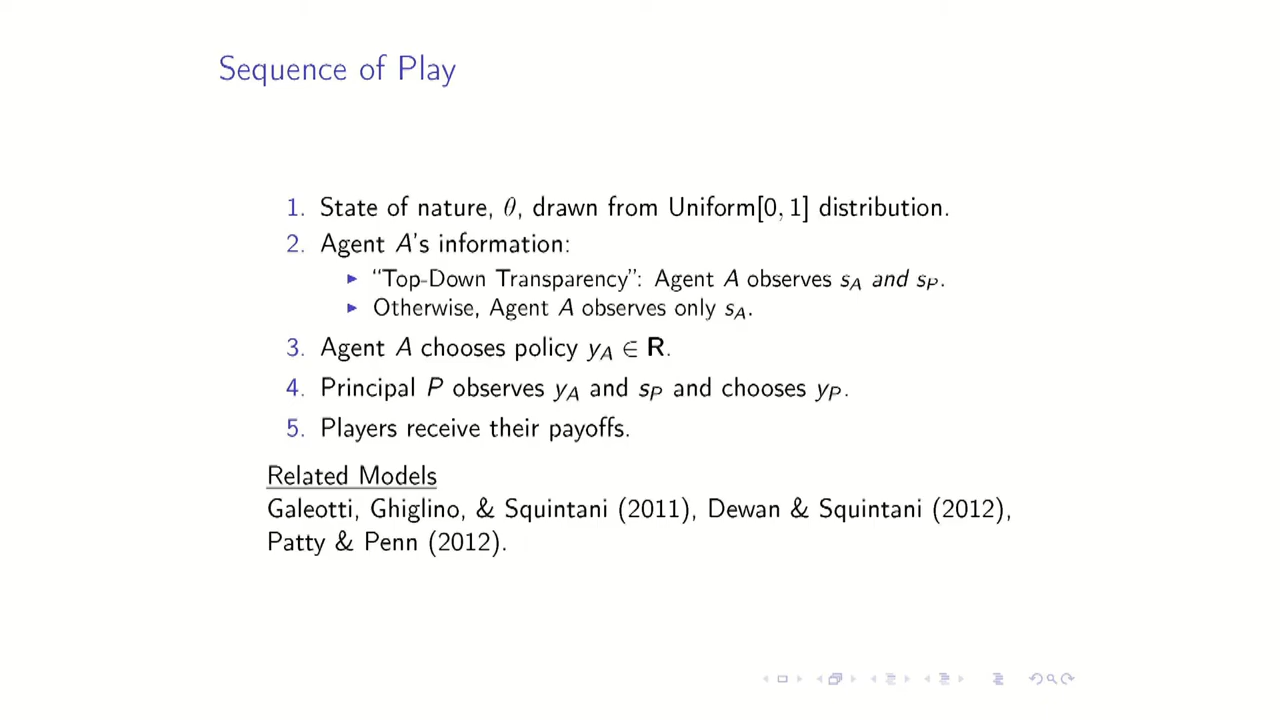 Sequence of Play
1. State of nature, θ, drawn from Uniform[0, 1] distribution.
2. Agent A's information:
▶ “Top-Down Transparency”: Agent A observes s_A and s_P.
▶ Otherwise, Agent A observes only s_A.
3. Agent A chooses policy y_A ∈ R.
4. Principal P observes y_A and s_P and chooses y_P.
5. Players receive their payoffs.
Related Models
Galeotti, Ghiglino, & Squintani (2011), Dewan & Squintani (2012),
Patty & Penn (2012).